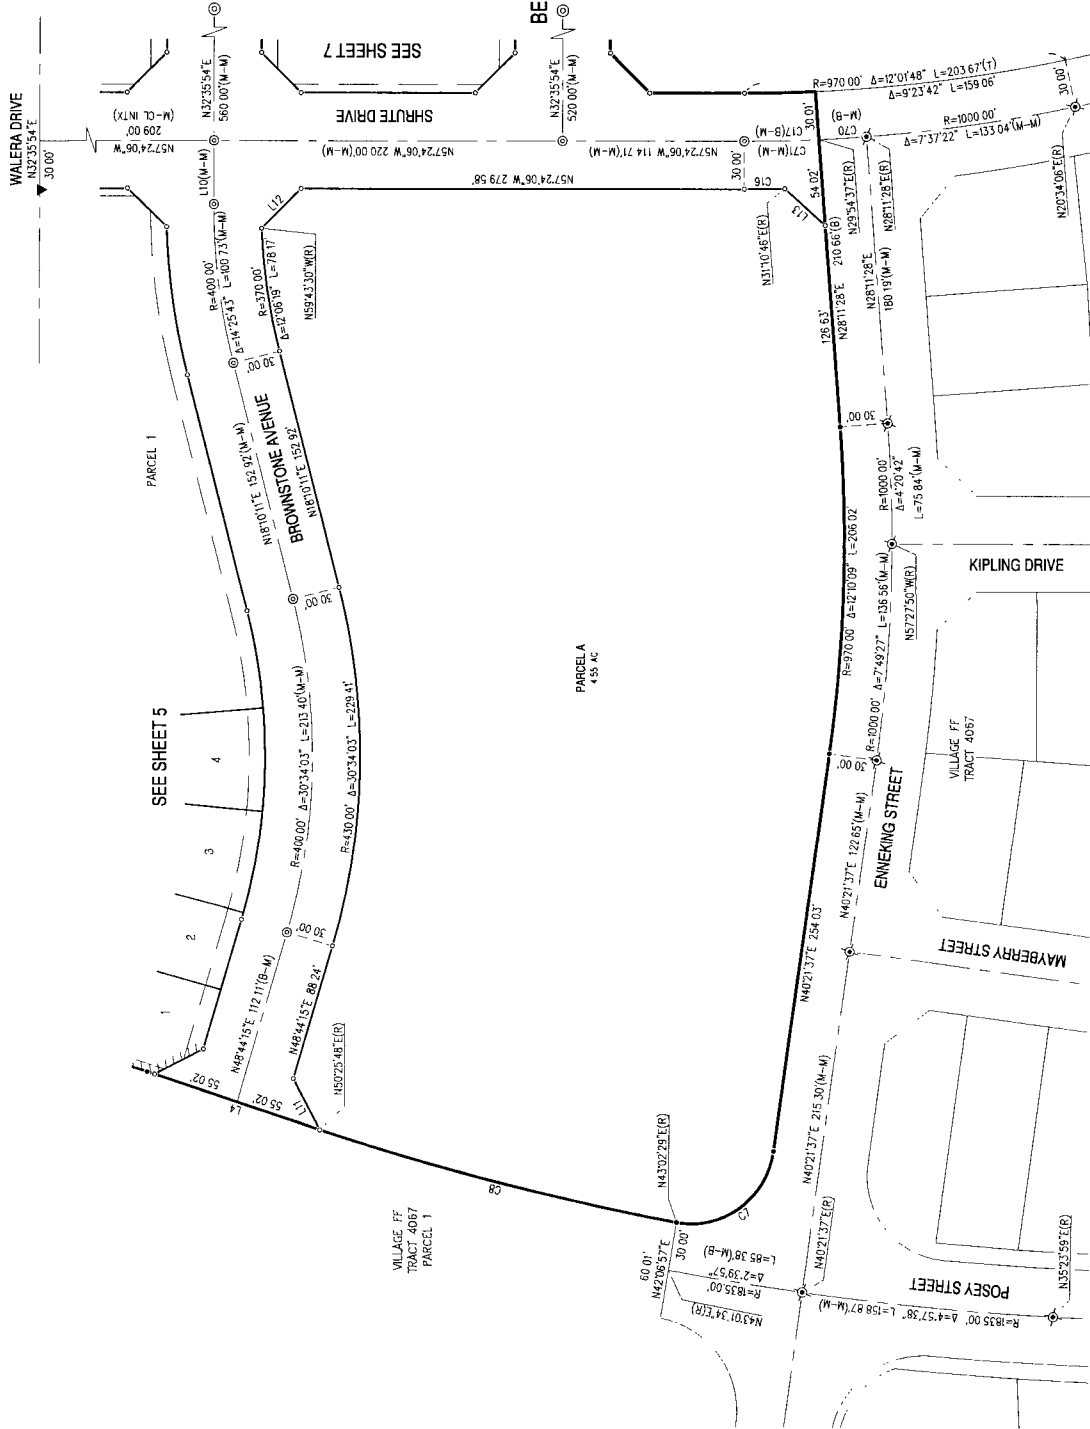 WALERA DRIVE
N32°35'54"E
30.00'
N57°24'06"W
209.00'
(M-CL INTX)
BE
SEE SHEET 7
N32°35'54"E
560.00'(M-M)
N32°35'54"E
520.00'(M-M)
SHRUTE DRIVE
L10(M-M)
N57°24'06"W 220.00'(M-M)
N57°24'06"W 114.71'(M-M)
C71(M-M)
C17(B-M)
30.00'
N57°24'06"W 279.58'
C16
L12
L13
N31°10'46"E(R)
R=970.00' Δ=12°01'48" L=203.67'(T)
Δ=9°23'42" L=159.06'
30.00'
R=1000.00'
Δ=7°37'22" L=133.04'(M-M)
C70
(M-B)
30.01'
54.02'
N29°54'37"E(R)
N28°11'28"E(R)
N20°34'06"E(R)
210.66'(B)
126.63'
N28°11'28"E
N28°11'28"E
180.19'(M-M)
30.00'
PARCEL 1
R=400.00'
Δ=14°25'43" L=100.73'(M-M)
R=370.00'
Δ=12°06'19" L=78.17'
N59°43'30"W(R)
30.00'
N18°10'11"E 152.92'(M-M)
BROWNSTONE AVENUE
N18°10'11"E 152.92'
30.00'
SEE SHEET 5
4
3
2
1
R=400.00' Δ=30°34'03" L=213.40'(M-M)
R=430.00' Δ=30°34'03" L=229.41'
30.00'
N48°44'15"E 112.11'(B-M)
N48°44'15"E 88.24'
55.02'
55.02'
L4
L11
N50°25'48"E(R)
PARCEL A
4.55 AC
R=1000.00'
Δ=4°20'42"
L=75.84'(M-M)
R=970.00' Δ=12°10'09" L=206.02'
R=1000.00' Δ=7°49'27" L=136.56'(M-M)
N57°27'50"W(R)
KIPLING DRIVE
30.00'
ENNEKING STREET
VILLAGE FF
TRACT 4067
N40°21'37"E 122.65'(M-M)
N40°21'37"E 254.03'
MAYBERRY STREET
N40°21'37"E 215.30'(M-M)
C8
C7
N43°02'29"E(R)
VILLAGE FF
TRACT 4067
PARCEL 1
60.01'
N42°06'57"E
30.00'
R=1835.00'
Δ=2°39'57"
L=85.38'(M-B)
N43°01'34"E(R)
N40°21'37"E(R)
R=1835.00' Δ=4°57'38" L=158.87'(M-M)
POSEY STREET
N35°23'59"E(R)